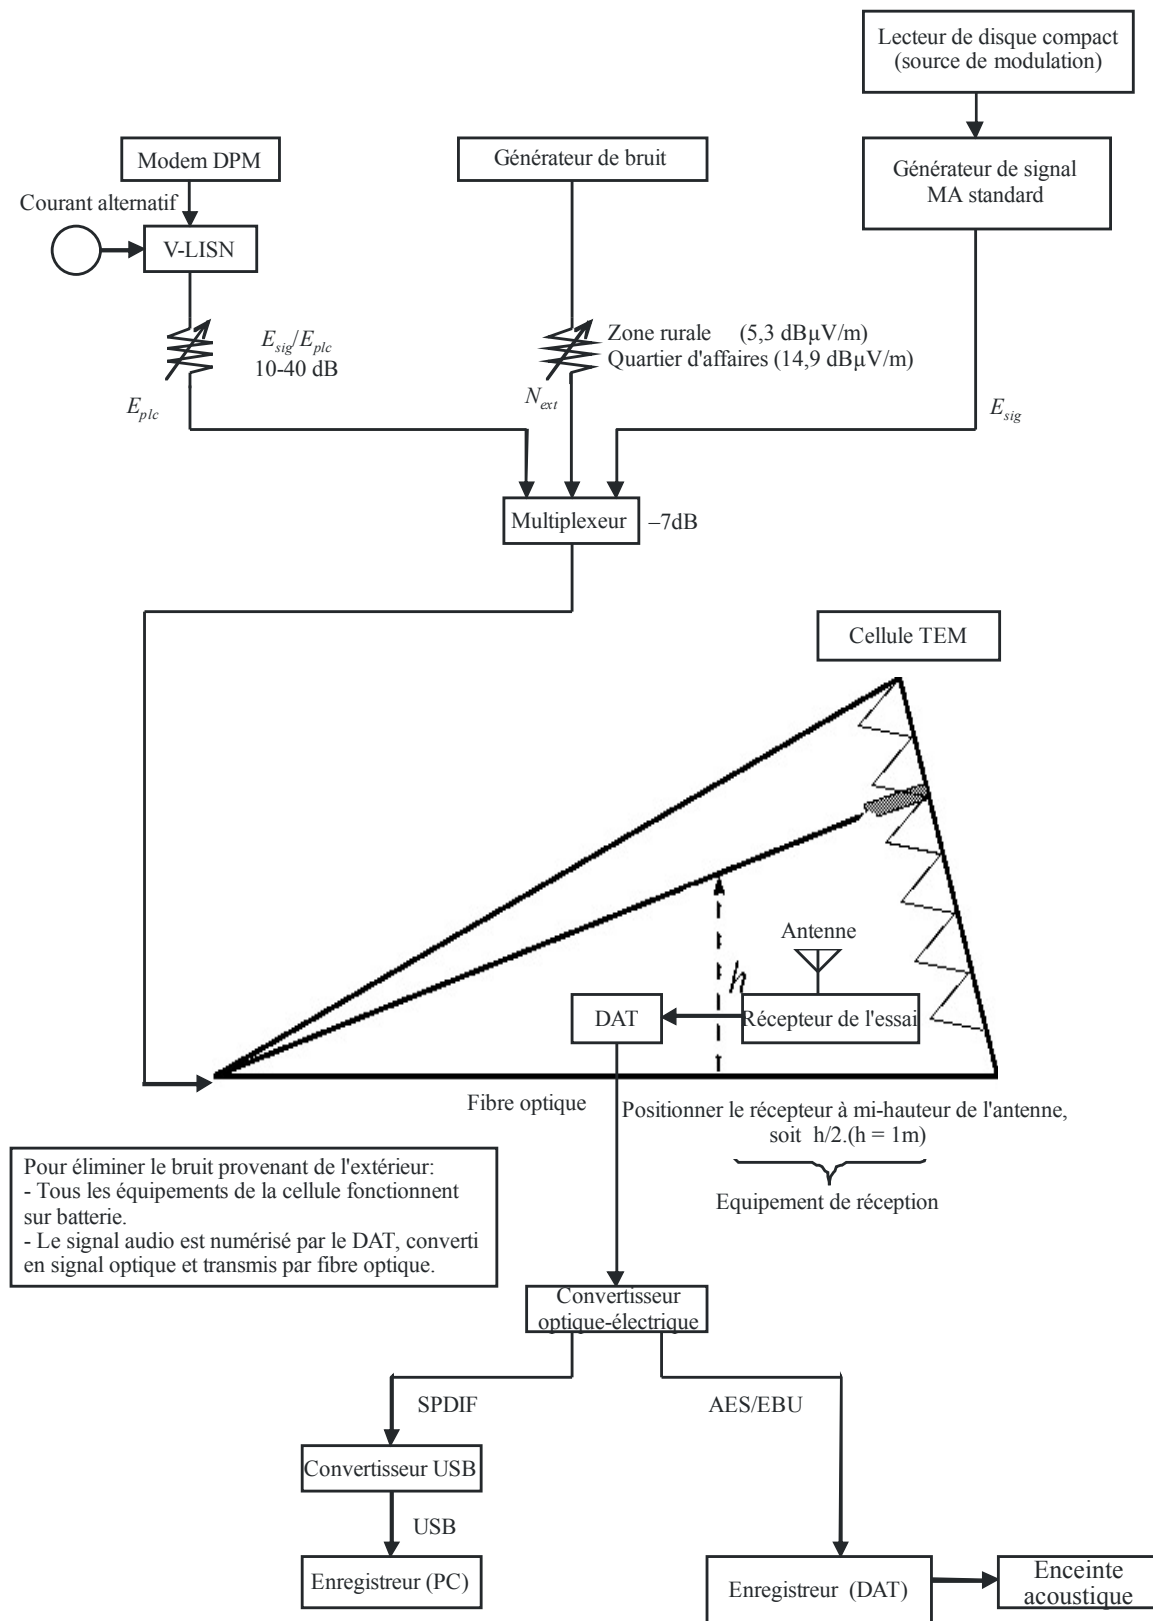 Lecteur de disque compact
(source de modulation)
Modem DPM
Générateur de bruit
Générateur de signal
MA standard
Courant alternatif
V-LISN
E_sig/E_plc
10-40 dB
Zone rurale (5,3 dBµV/m)
Quartier d'affaires (14,9 dBµV/m)
E_plc
N_ext
E_sig
Multiplexeur
–7dB
Cellule TEM
Antenne
h
DAT
Récepteur de l'essai
Fibre optique
Positionner le récepteur à mi-hauteur de l'antenne,
soit h/2.(h = 1m)
Equipement de réception
Pour éliminer le bruit provenant de l'extérieur:
- Tous les équipements de la cellule fonctionnent
sur batterie.
- Le signal audio est numérisé par le DAT, converti
en signal optique et transmis par fibre optique.
Convertisseur
optique-électrique
SPDIF
AES/EBU
Convertisseur USB
USB
Enregistreur (PC)
Enregistreur (DAT)
Enceinte
acoustique